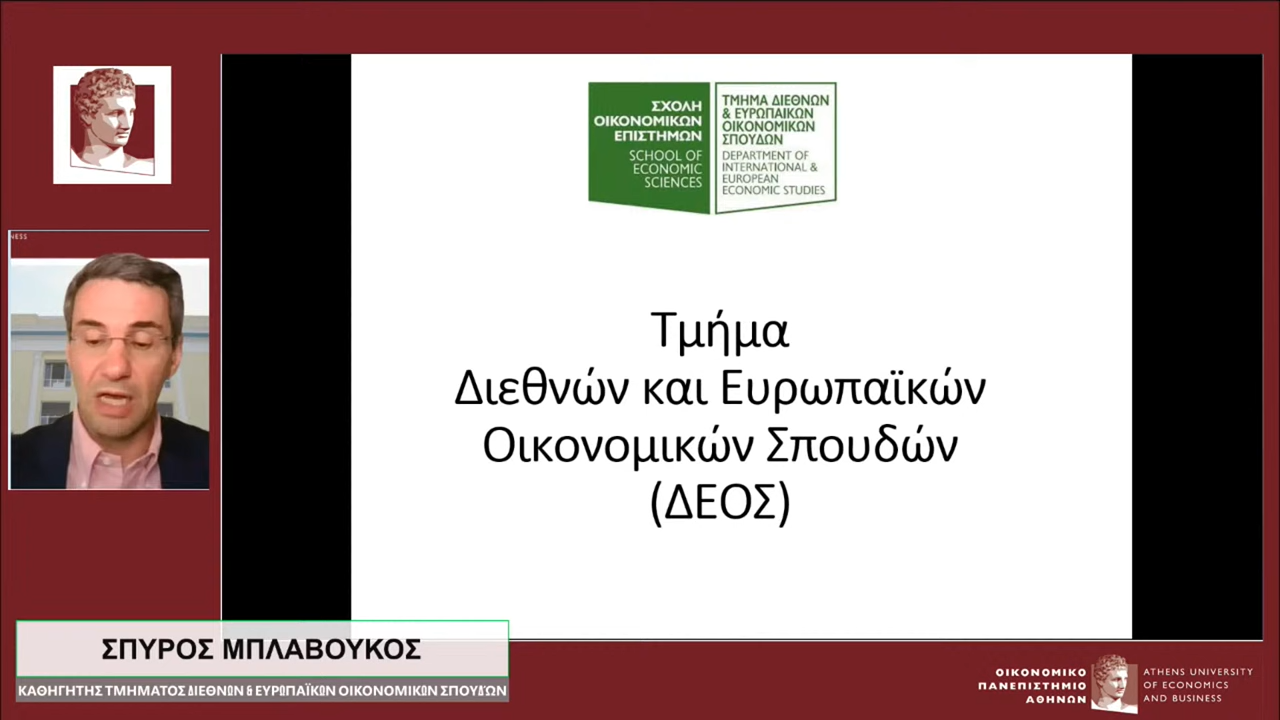 ΣΧΟΛΗ
ΟΙΚΟΝΟΜΙΚΩΝ
ΕΠΙΣΤΗΜΩΝ
SCHOOL OF
ECONOMIC
SCIENCES
ΤΜΗΜΑ ΔΙΕΘΝΩΝ
& ΕΥΡΩΠΑΪΚΩΝ
ΟΙΚΟΝΟΜΙΚΩΝ
ΣΠΟΥΔΩΝ
DEPARTMENT OF
INTERNATIONAL &
EUROPEAN
ECONOMIC STUDIES
NESS
Τμήμα
Διεθνών και Ευρωπαϊκών
Οικονομικών Σπουδών
(ΔΕΟΣ)
ΣΠΥΡΟΣ ΜΠΛΑΒΟΥΚΟΣ
ΚΑΘΗΓΗΤΗΣ ΤΜΗΜΑΤΟΣ ΔΙΕΘΝΩΝ & ΕΥΡΩΠΑΪΚΩΝ ΟΙΚΟΝΟΜΙΚΩΝ ΣΠΟΥΔΩΝ
ΟΙΚΟΝΟΜΙΚΟ
ΠΑΝΕΠΙΣΤΗΜΙΟ
ΑΘΗΝΩΝ
ATHENS UNIVERSITY
OF ECONOMICS
AND BUSINESS